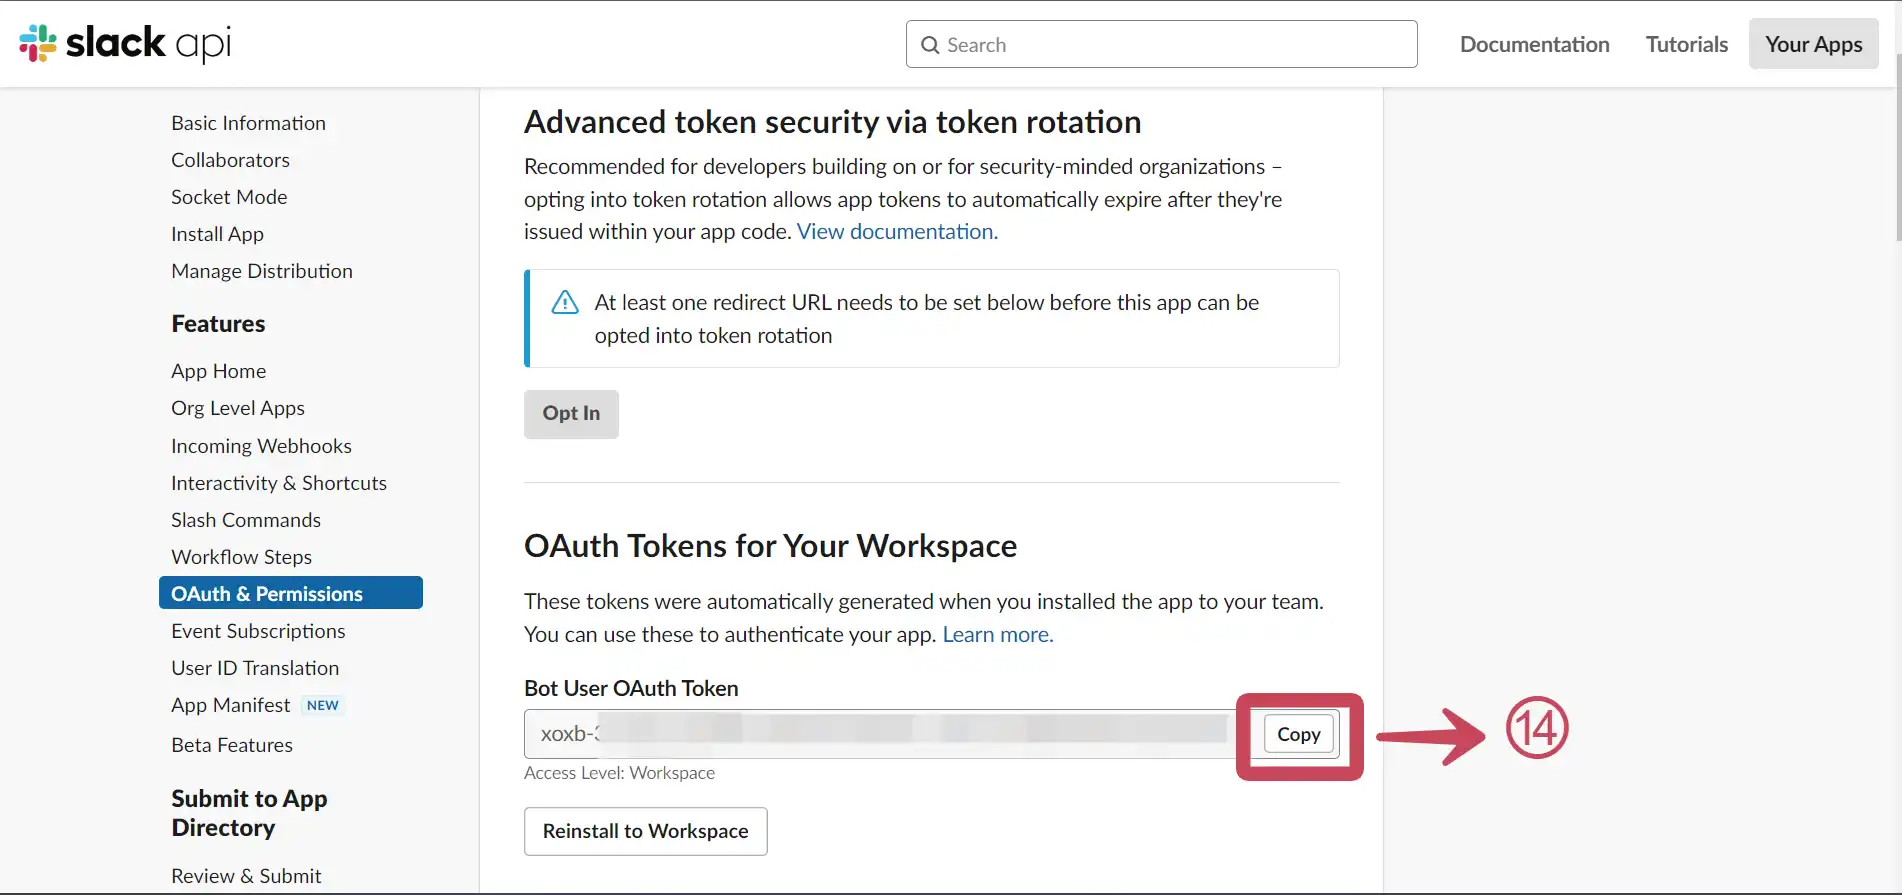 slack api
Search
Documentation
Tutorials
Your Apps
Basic Information
Collaborators
Socket Mode
Install App
Manage Distribution
Features
App Home
Org Level Apps
Incoming Webhooks
Interactivity & Shortcuts
Slash Commands
Workflow Steps
OAuth & Permissions
Event Subscriptions
User ID Translation
App Manifest NEW
Beta Features
Submit to App
Directory
Review & Submit
Advanced token security via token rotation
Recommended for developers building on or for security-minded organizations –
opting into token rotation allows app tokens to automatically expire after they're
issued within your app code. View documentation.
At least one redirect URL needs to be set below before this app can be
opted into token rotation
Opt In
OAuth Tokens for Your Workspace
These tokens were automatically generated when you installed the app to your team.
You can use these to authenticate your app. Learn more.
Bot User OAuth Token
xoxb-
Copy
14
Access Level: Workspace
Reinstall to Workspace